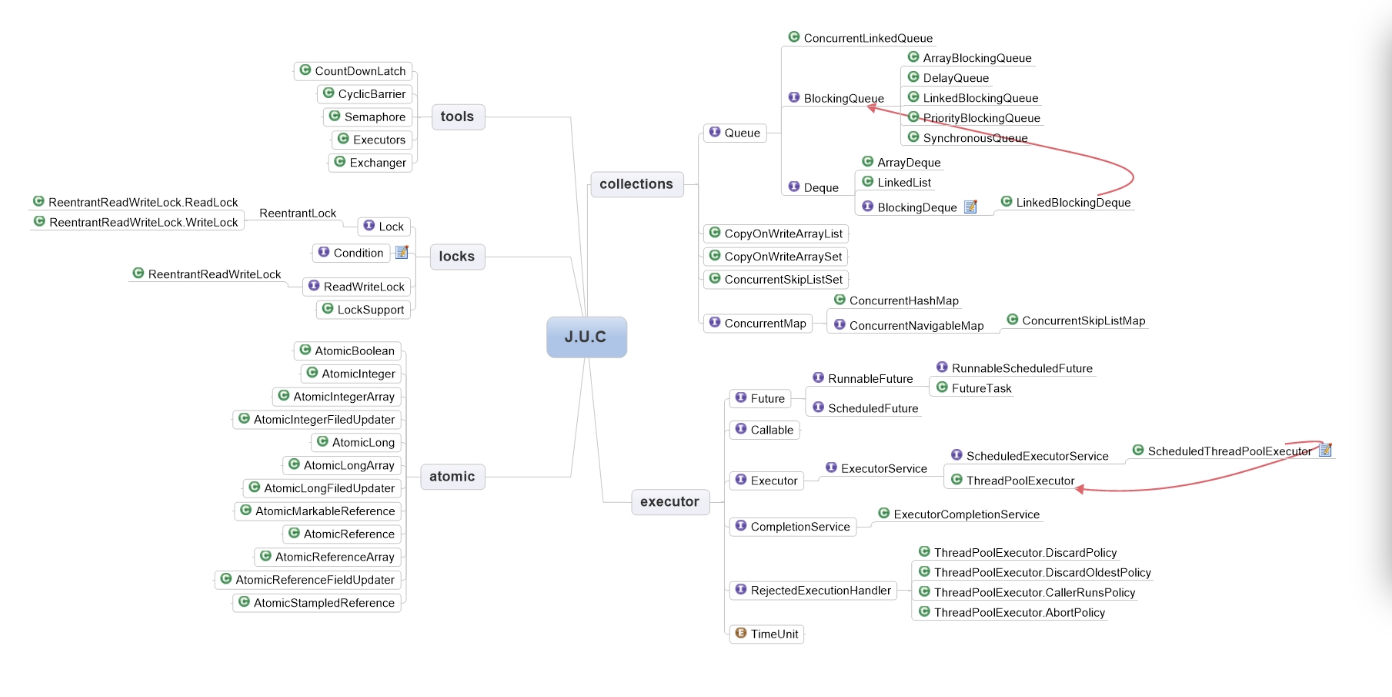 J.U.C
tools
CountDownLatch
CyclicBarrier
Semaphore
Executors
Exchanger
locks
Lock
ReentrantLock
ReentrantReadWriteLock.ReadLock
ReentrantReadWriteLock.WriteLock
Condition
ReadWriteLock
ReentrantReadWriteLock
LockSupport
atomic
AtomicBoolean
AtomicInteger
AtomicIntegerArray
AtomicIntegerFiledUpdater
AtomicLong
AtomicLongArray
AtomicLongFiledUpdater
AtomicMarkableReference
AtomicReference
AtomicReferenceArray
AtomicReferenceFieldUpdater
AtomicStampedReference
collections
Queue
ConcurrentLinkedQueue
BlockingQueue
ArrayBlockingQueue
DelayQueue
LinkedBlockingQueue
PriorityBlockingQueue
SynchronousQueue
Deque
ArrayDeque
LinkedList
BlockingDeque
LinkedBlockingDeque
CopyOnWriteArrayList
CopyOnWriteArraySet
ConcurrentSkipListSet
ConcurrentMap
ConcurrentHashMap
ConcurrentNavigableMap
ConcurrentSkipListMap
executor
Future
RunnableFuture
RunnableScheduledFuture
FutureTask
ScheduledFuture
Callable
Executor
ExecutorService
ScheduledExecutorService
ScheduledThreadPoolExecutor
ThreadPoolExecutor
CompletionService
ExecutorCompletionService
RejectedExecutionHandler
ThreadPoolExecutor.DiscardPolicy
ThreadPoolExecutor.DiscardOldestPolicy
ThreadPoolExecutor.CallerRunsPolicy
ThreadPoolExecutor.AbortPolicy
TimeUnit